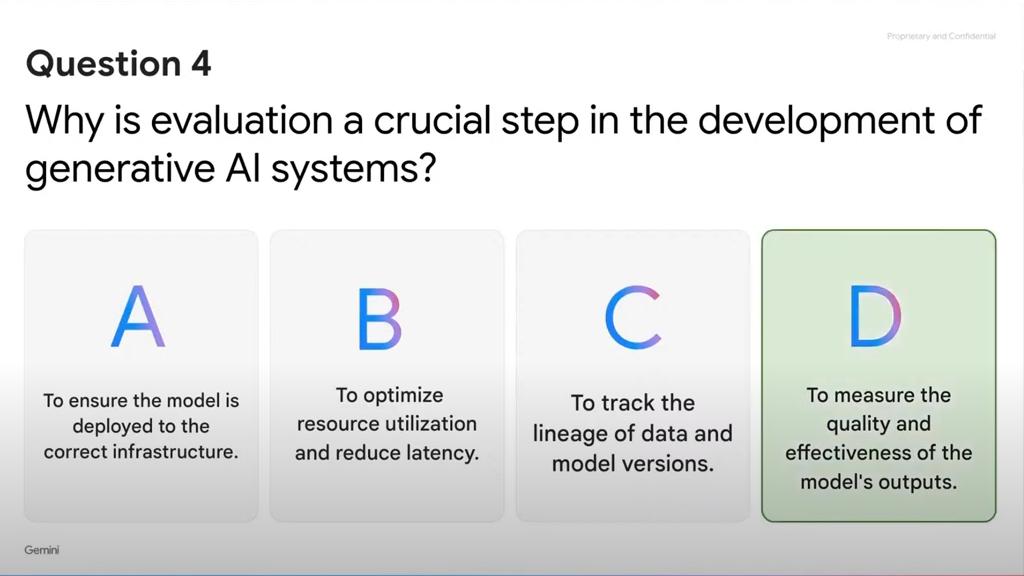 Proprietary and Confidential
Question 4
Why is evaluation a crucial step in the development of
generative AI systems?
A
To ensure the model is
deployed to the
correct infrastructure.
B
To optimize
resource utilization
and reduce latency.
C
To track the
lineage of data and
model versions.
D
To measure the
quality and
effectiveness of the
model's outputs.
Gemini